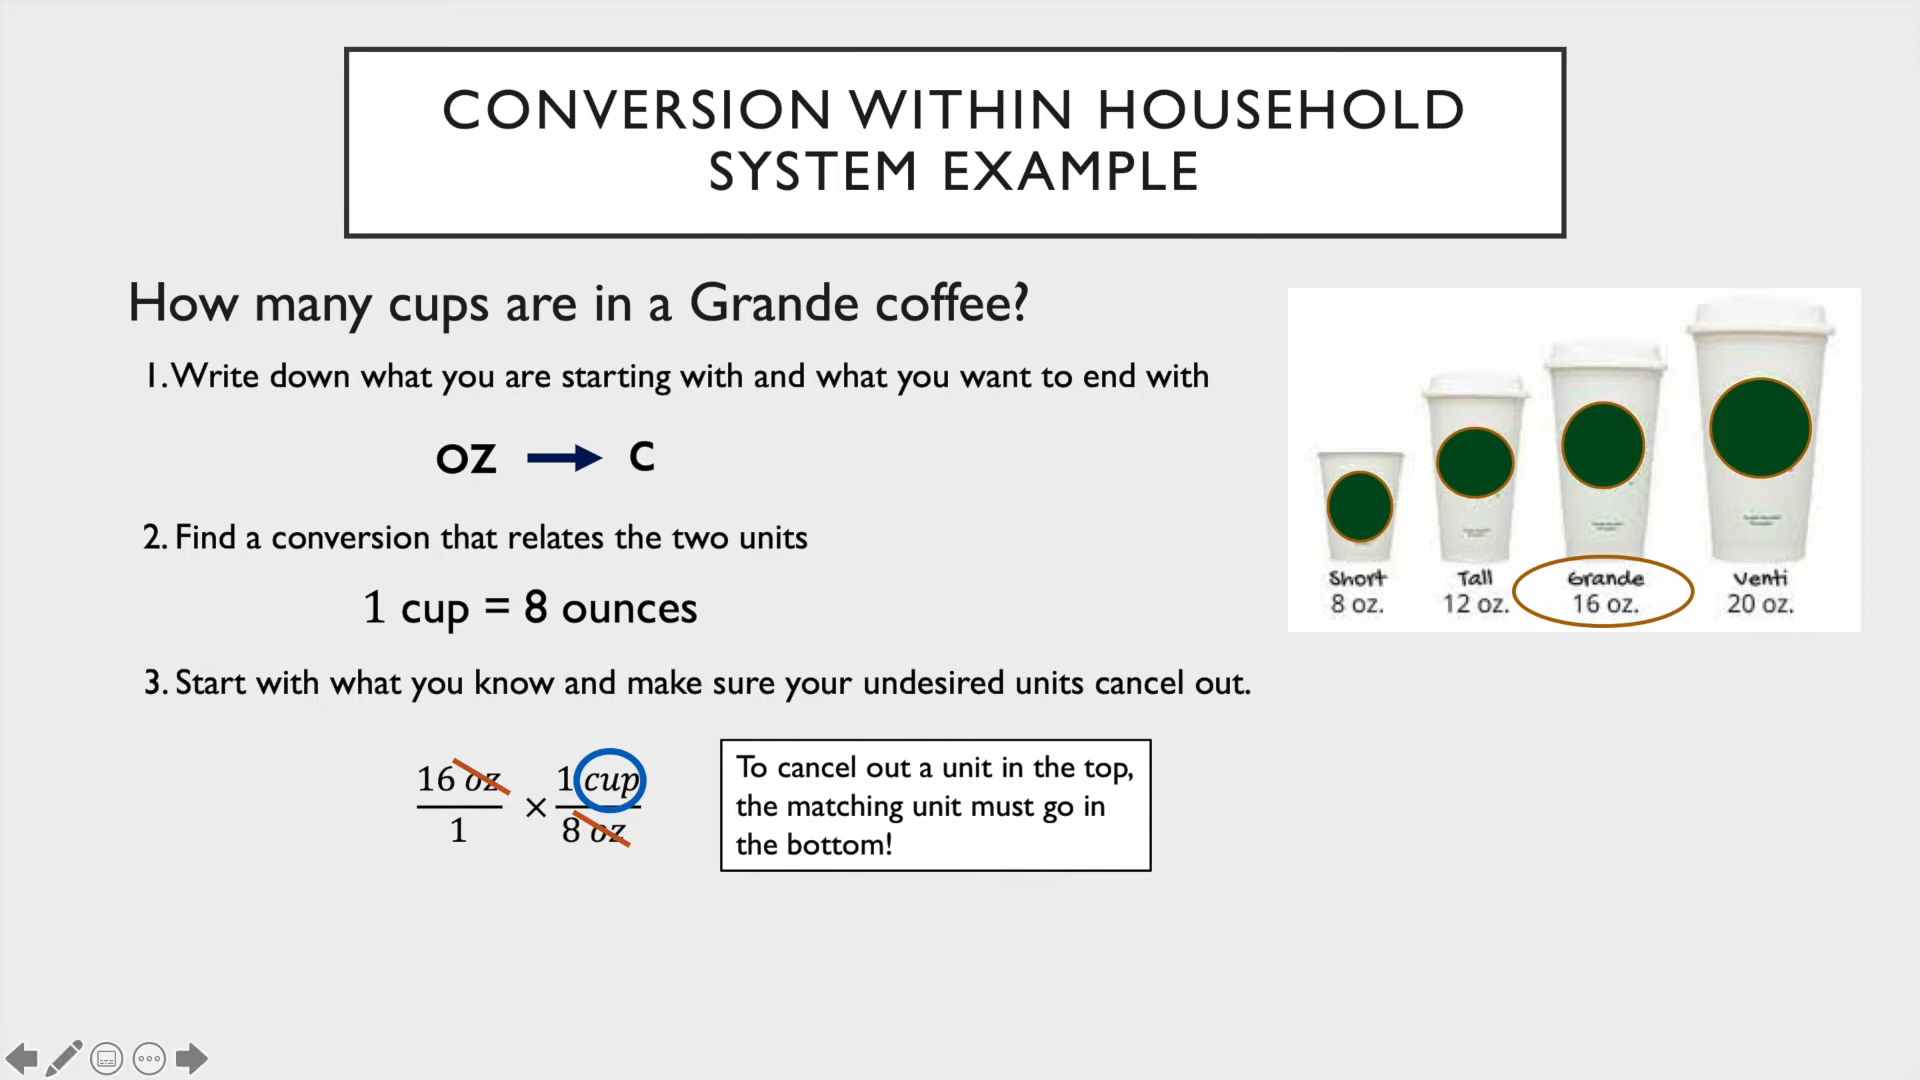 CONVERSION WITHIN HOUSEHOLD
SYSTEM EXAMPLE
How many cups are in a Grande coffee?
1. Write down what you are starting with and what you want to end with
oz → c
2. Find a conversion that relates the two units
1 cup = 8 ounces
3. Start with what you know and make sure your undesired units cancel out.
16 oz
1
×
1 cup
8 oz
To cancel out a unit in the top,
the matching unit must go in
the bottom!
Short
8 oz.
Tall
12 oz.
Grande
16 oz.
Venti
20 oz.